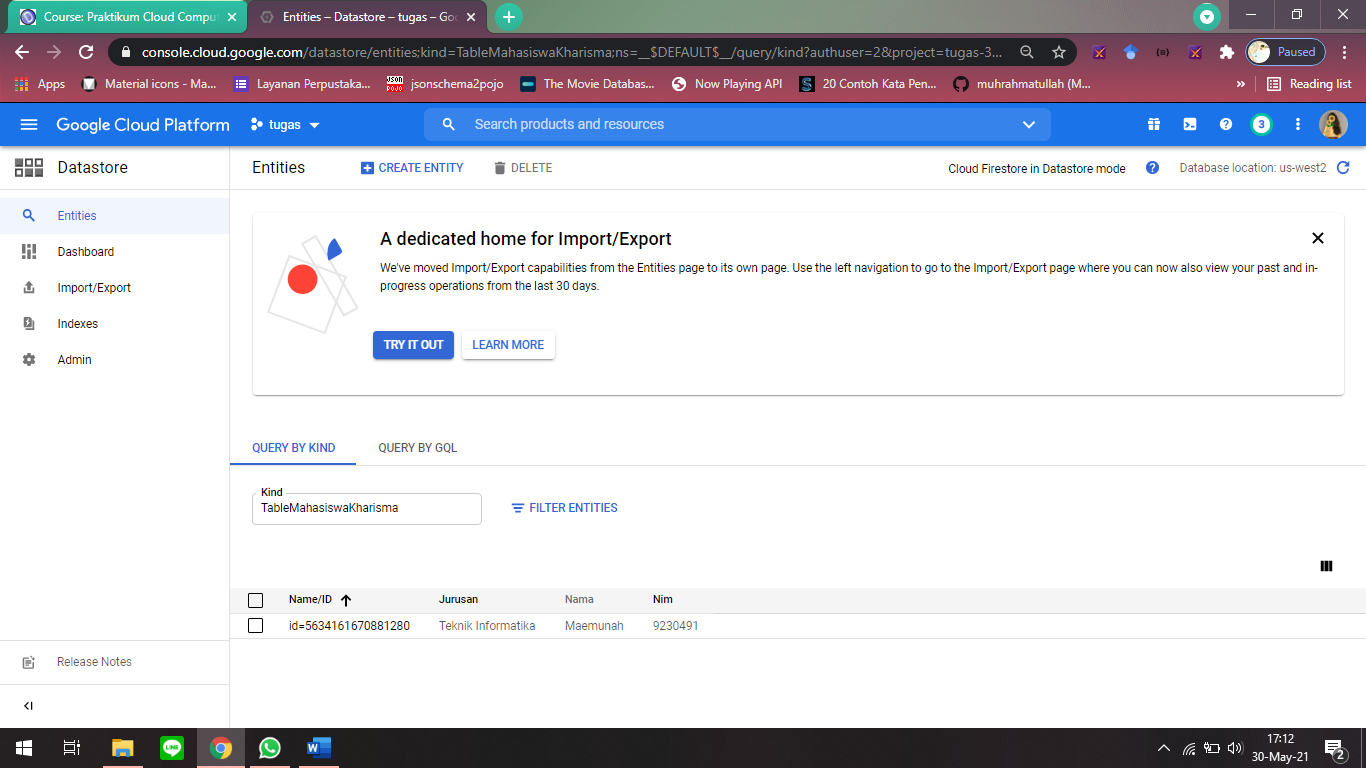 Course: Praktikum Cloud Comput
Entities – Datastore – tugas – Goo
console.cloud.google.com/datastore/entities;kind=TableMahasiswaKharisma;ns=__$DEFAULT$__/query/kind?authuser=2&project=tugas-3...
Paused
Apps
Material icons - Ma...
Layanan Perpustaka...
JSON POJO
jsonschema2pojo
The Movie Databas...
Now Playing API
20 Contoh Kata Pen...
muhrahmatullah (M...
»
Reading list
Google Cloud Platform
tugas
Search products and resources
3
Datastore
Entities
CREATE ENTITY
DELETE
Cloud Firestore in Datastore mode
Database location: us-west2
Entities
Dashboard
Import/Export
Indexes
Admin
A dedicated home for Import/Export
We've moved Import/Export capabilities from the Entities page to its own page. Use the left navigation to go to the Import/Export page where you can now also view your past and in-
progress operations from the last 30 days.
TRY IT OUT
LEARN MORE
QUERY BY KIND
QUERY BY GQL
Kind
TableMahasiswaKharisma
FILTER ENTITIES
Name/ID
Jurusan
Nama
Nim
id=5634161670881280
Teknik Informatika
Maemunah
9230491
Release Notes
LINE
W
17:12
30-May-21
2